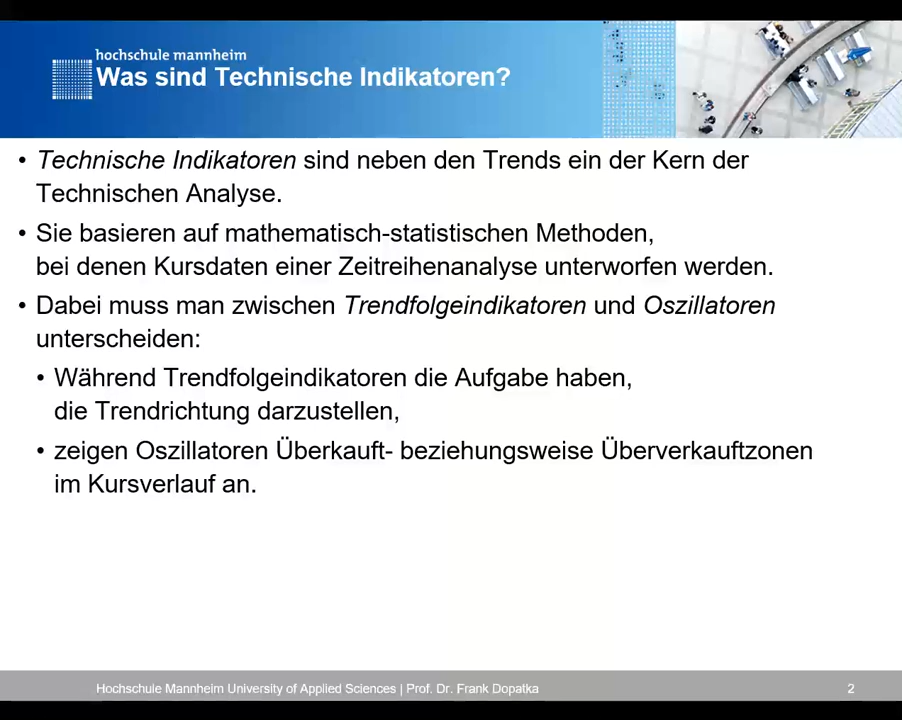 hochschule mannheim
Was sind Technische Indikatoren?
• Technische Indikatoren sind neben den Trends ein der Kern der
Technischen Analyse.
• Sie basieren auf mathematisch-statistischen Methoden,
bei denen Kursdaten einer Zeitreihenanalyse unterworfen werden.
• Dabei muss man zwischen Trendfolgeindikatoren und Oszillatoren
unterscheiden:
• Während Trendfolgeindikatoren die Aufgabe haben,
die Trendrichtung darzustellen,
• zeigen Oszillatoren Überkauft- beziehungsweise Überverkauftzonen
im Kursverlauf an.
Hochschule Mannheim University of Applied Sciences | Prof. Dr. Frank Dopatka 2